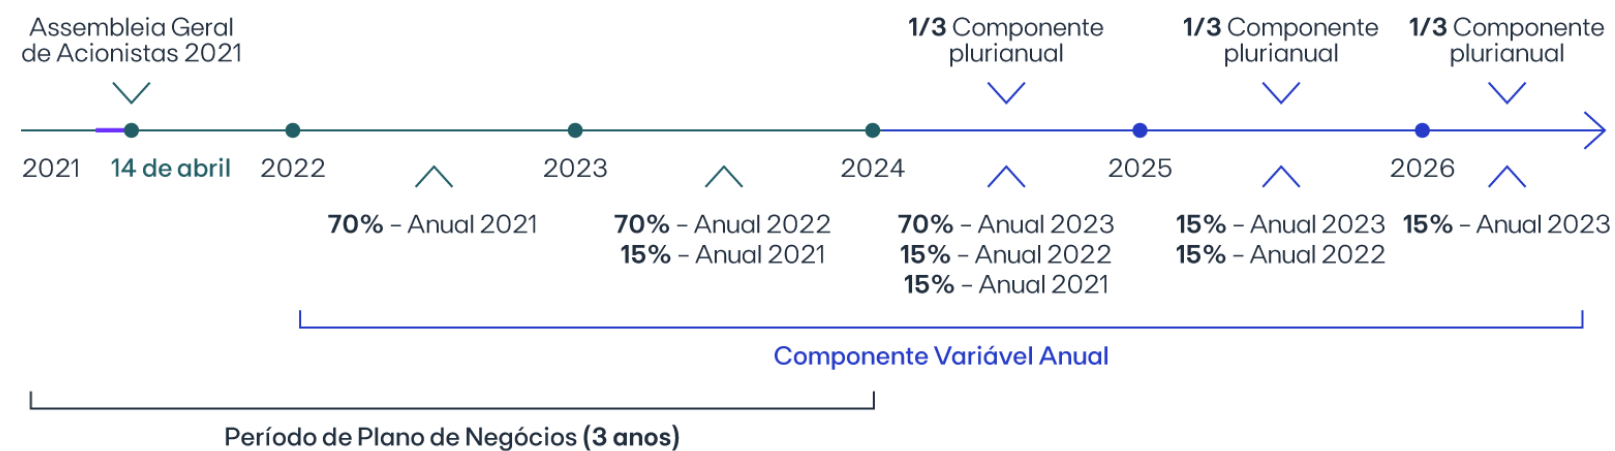 Assembleia Geral
de Acionistas 2021
1/3 Componente
plurianual
1/3 Componente
plurianual
1/3 Componente
plurianual
2021
14 de abril
2022
2023
2024
2025
2026
70% – Anual 2021
70% – Anual 2022
15% – Anual 2021
70% – Anual 2023
15% – Anual 2022
15% – Anual 2021
15% – Anual 2023
15% – Anual 2022
15% – Anual 2023
Componente Variável Anual
Período de Plano de Negócios (3 anos)